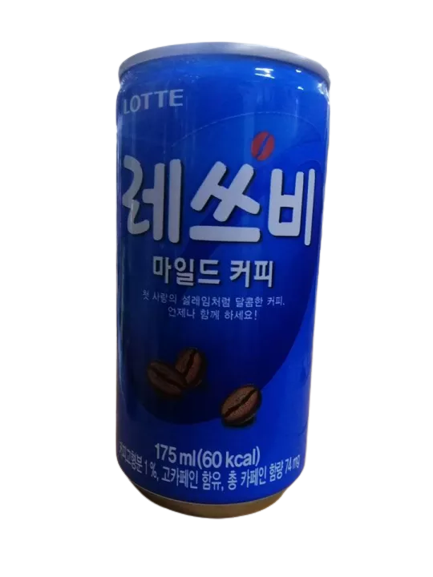 LOTTE
레쓰비
마일드 커피
첫 사랑의 설레임처럼 달콤한 커피,
언제나 함께 하세요!
175 ml(60 kcal)
1%, 고카페인 함유, 총 카페인 함량 74 mg